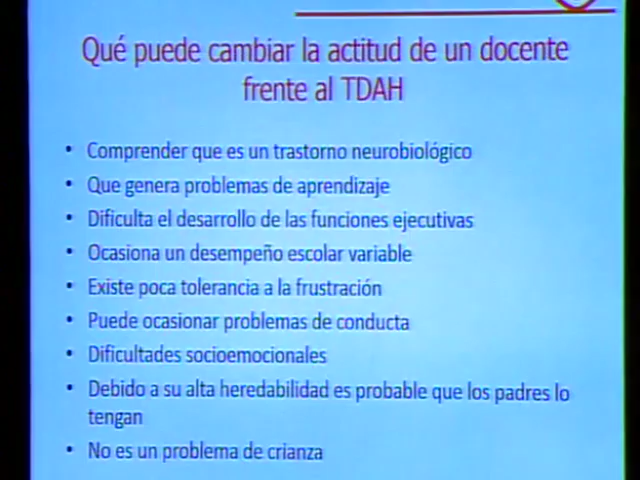 Qué puede cambiar la actitud de un docente
frente al TDAH
• Comprender que es un trastorno neurobiológico
• Que genera problemas de aprendizaje
• Dificulta el desarrollo de las funciones ejecutivas
• Ocasiona un desempeño escolar variable
• Existe poca tolerancia a la frustración
• Puede ocasionar problemas de conducta
• Dificultades socioemocionales
• Debido a su alta heredabilidad es probable que los padres lo
tengan
• No es un problema de crianza